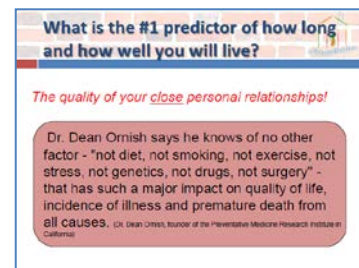 What is the #1 predictor of how long
and how well you will live?
The quality of your close personal relationships!
Dr. Dean Ornish says he knows of no other
factor - "not diet, not smoking, not exercise, not
stress, not genetics, not drugs, not surgery" -
that has such a major impact on quality of life,
incidence of illness and premature death from
all causes. (Dr. Dean Ornish, founder of the Preventative Medicine Research Institute in
California)